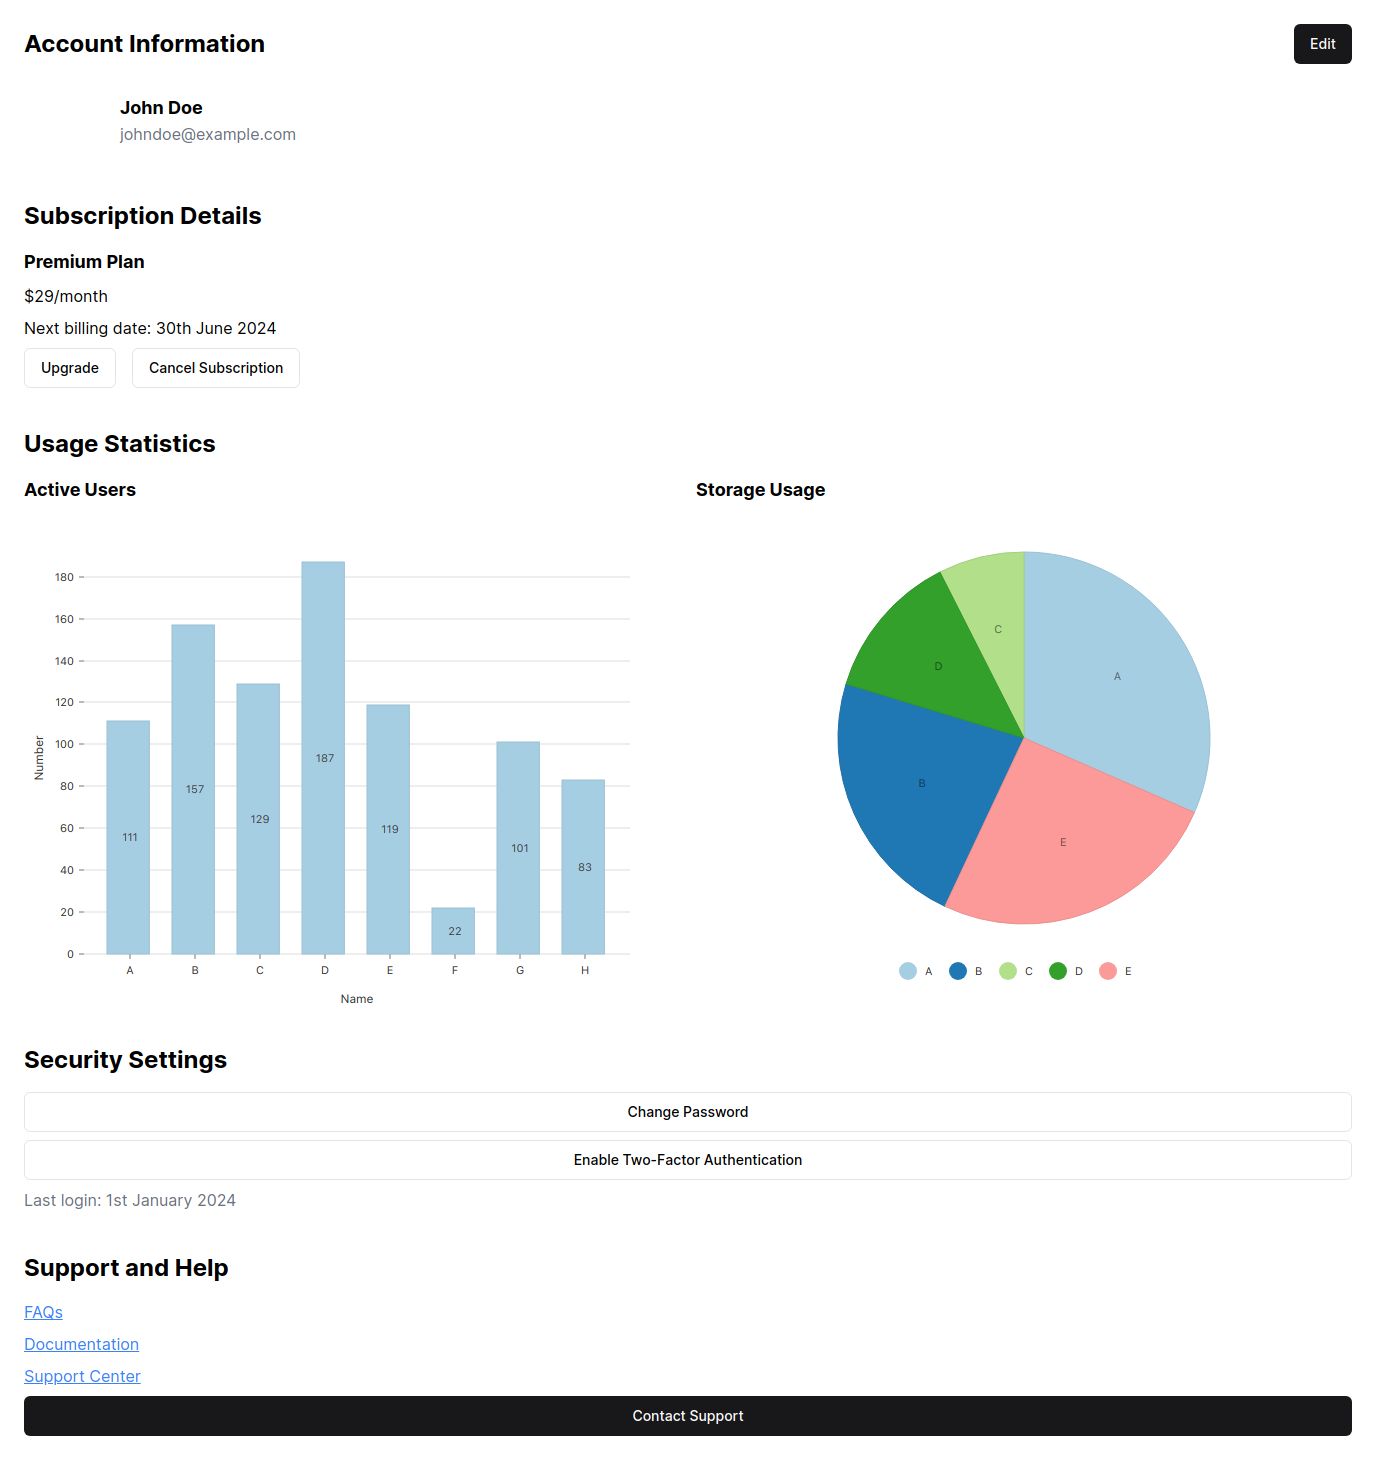 Account Information
Edit
John Doe
johndoe@example.com
Subscription Details
Premium Plan
$29/month
Next billing date: 30th June 2024
Upgrade
Cancel Subscription
Usage Statistics
Active Users
180
160
140
120
100
80
60
40
20
0
Number
111
157
129
187
119
22
101
83
A
B
C
D
E
F
G
H
Name
Storage Usage
C
A
D
B
E
A
B
C
D
E
Security Settings
Change Password
Enable Two-Factor Authentication
Last login: 1st January 2024
Support and Help
FAQs
Documentation
Support Center
Contact Support